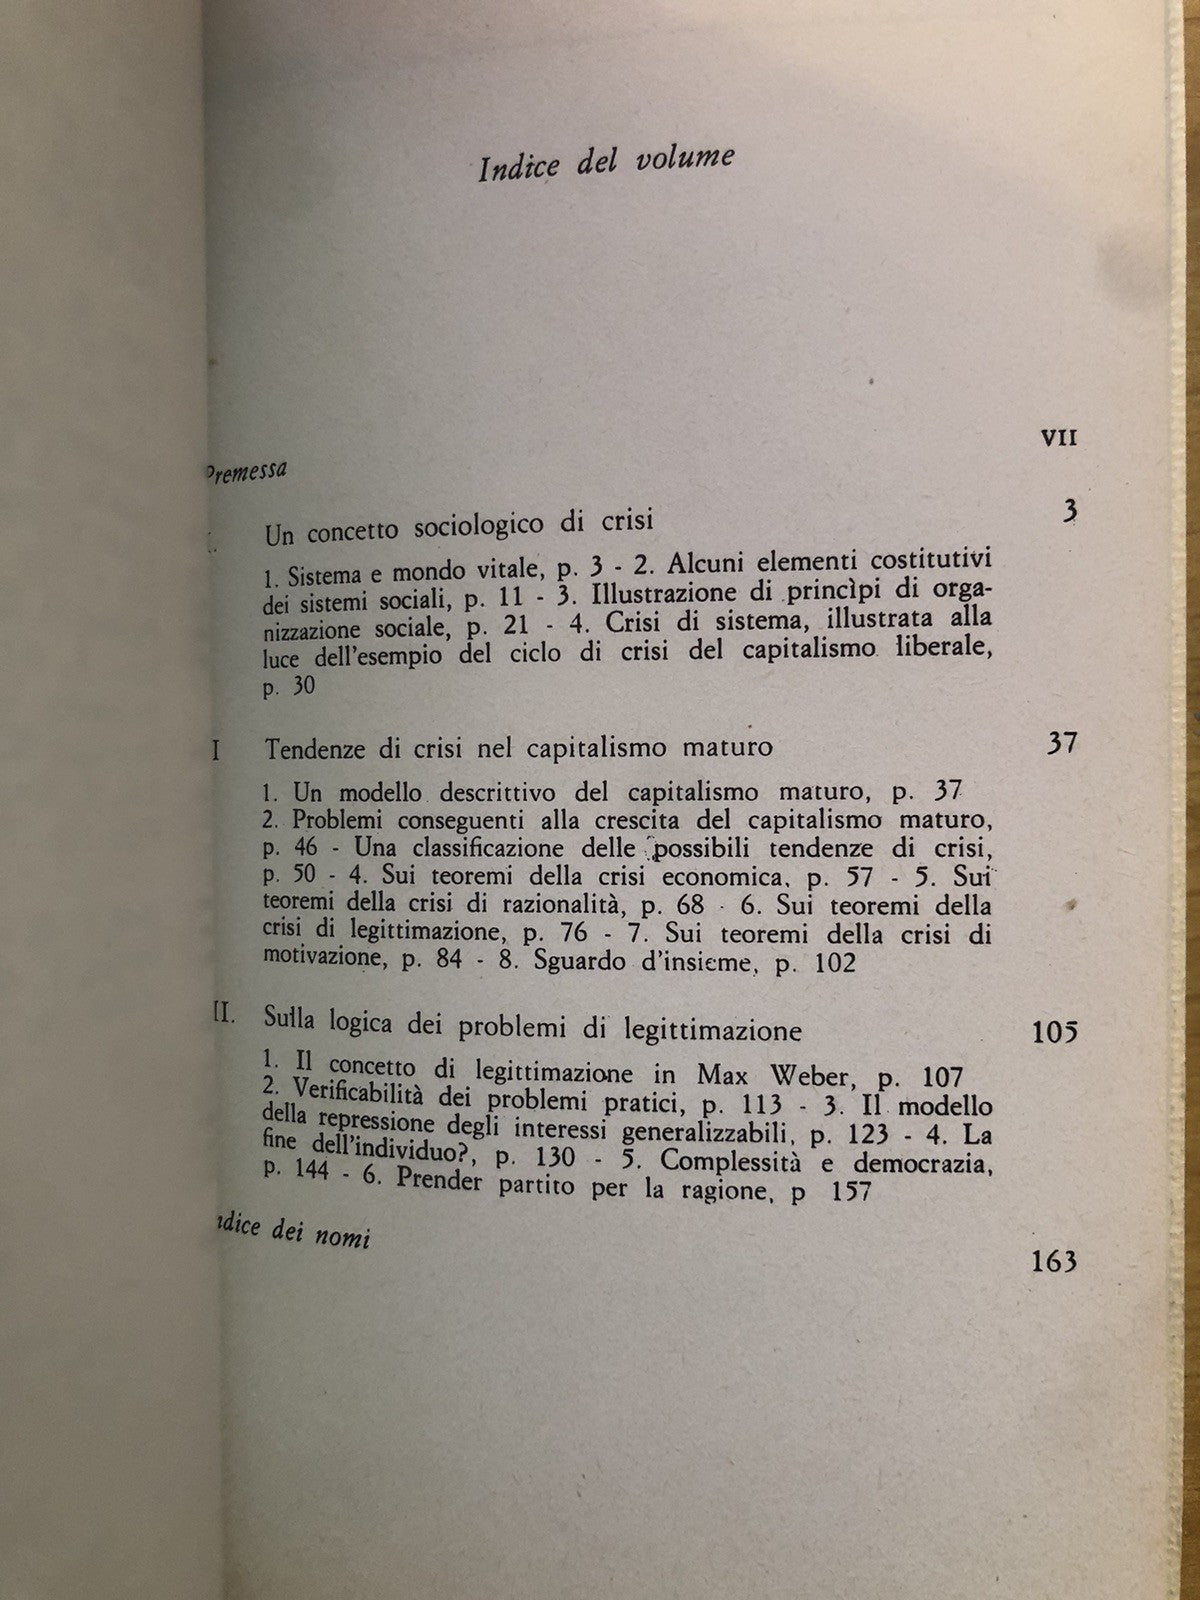 Indice del volume
VII
Premessa
Un concetto sociologico di crisi 3
1. Sistema e mondo vitale, p. 3 - 2. Alcuni elementi costitutivi
dei sistemi sociali, p. 11 - 3. Illustrazione di princìpi di orga-
nizzazione sociale, p. 21 - 4. Crisi di sistema, illustrata alla
luce dell'esempio del ciclo di crisi del capitalismo liberale,
p. 30
I Tendenze di crisi nel capitalismo maturo 37
1. Un modello descrittivo del capitalismo maturo, p. 37
2. Problemi conseguenti alla crescita del capitalismo maturo,
p. 46 - Una classificazione delle possibili tendenze di crisi,
p. 50 - 4. Sui teoremi della crisi economica, p. 57 - 5. Sui
teoremi della crisi di razionalità, p. 68 - 6. Sui teoremi della
crisi di legittimazione, p. 76 - 7. Sui teoremi della crisi di
motivazione, p. 84 - 8. Sguardo d'insieme, p. 102
II. Sulla logica dei problemi di legittimazione 105
1. Il concetto di legittimazione in Max Weber, p. 107
2. Verificabilità dei problemi pratici, p. 113 - 3. Il modello
della repressione degli interessi generalizzabili, p. 123 - 4. La
fine dell'individuo?, p. 130 - 5. Complessità e democrazia,
p. 144 - 6. Prender partito per la ragione, p 157
dice dei nomi
163